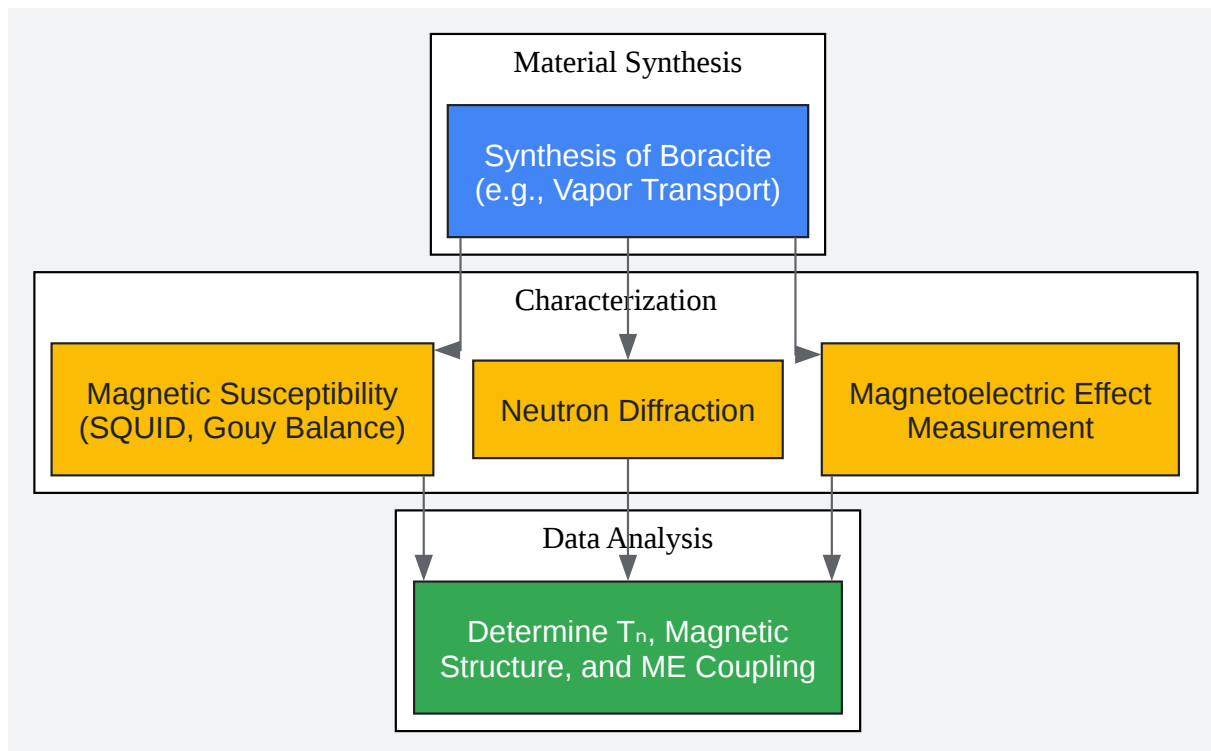 Material Synthesis
Synthesis of Boracite
(e.g., Vapor Transport)
Characterization
Magnetic Susceptibility
(SQUID, Gouy Balance)
Neutron Diffraction
Magnetoelectric Effect
Measurement
Data Analysis
Determine Tₙ, Magnetic
Structure, and ME Coupling